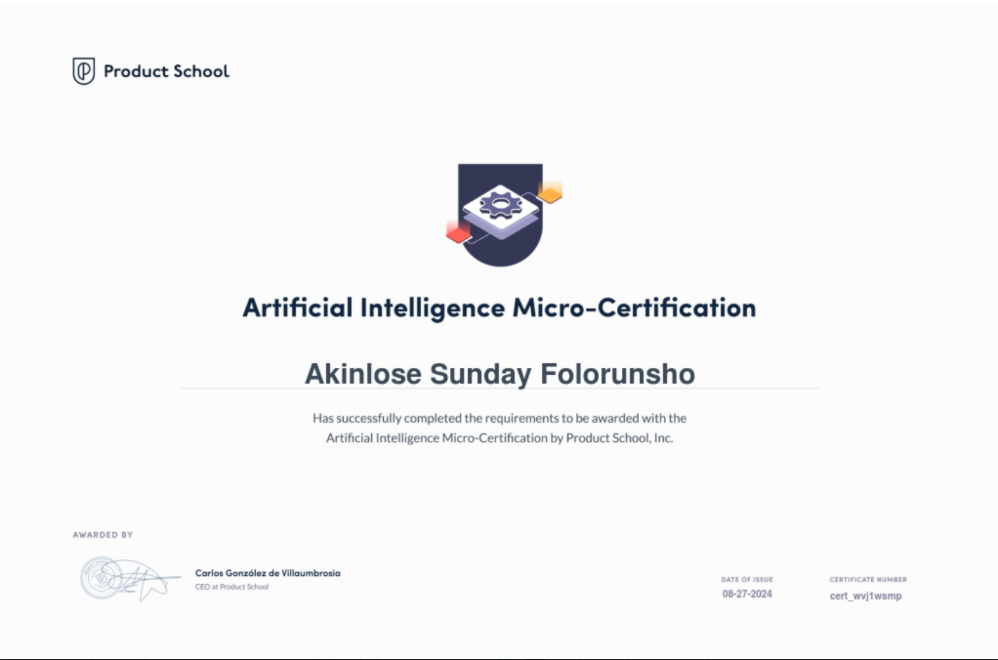 Product School
Artificial Intelligence Micro-Certification
Akinlose Sunday Folorunsho
Has successfully completed the requirements to be awarded with the
Artificial Intelligence Micro-Certification by Product School, Inc.
AWARDED BY
Carlos González de Villaumbrosia
CEO at Product School
DATE OF ISSUE
08-27-2024
CERTIFICATE NUMBER
cert_wvj1wsmp